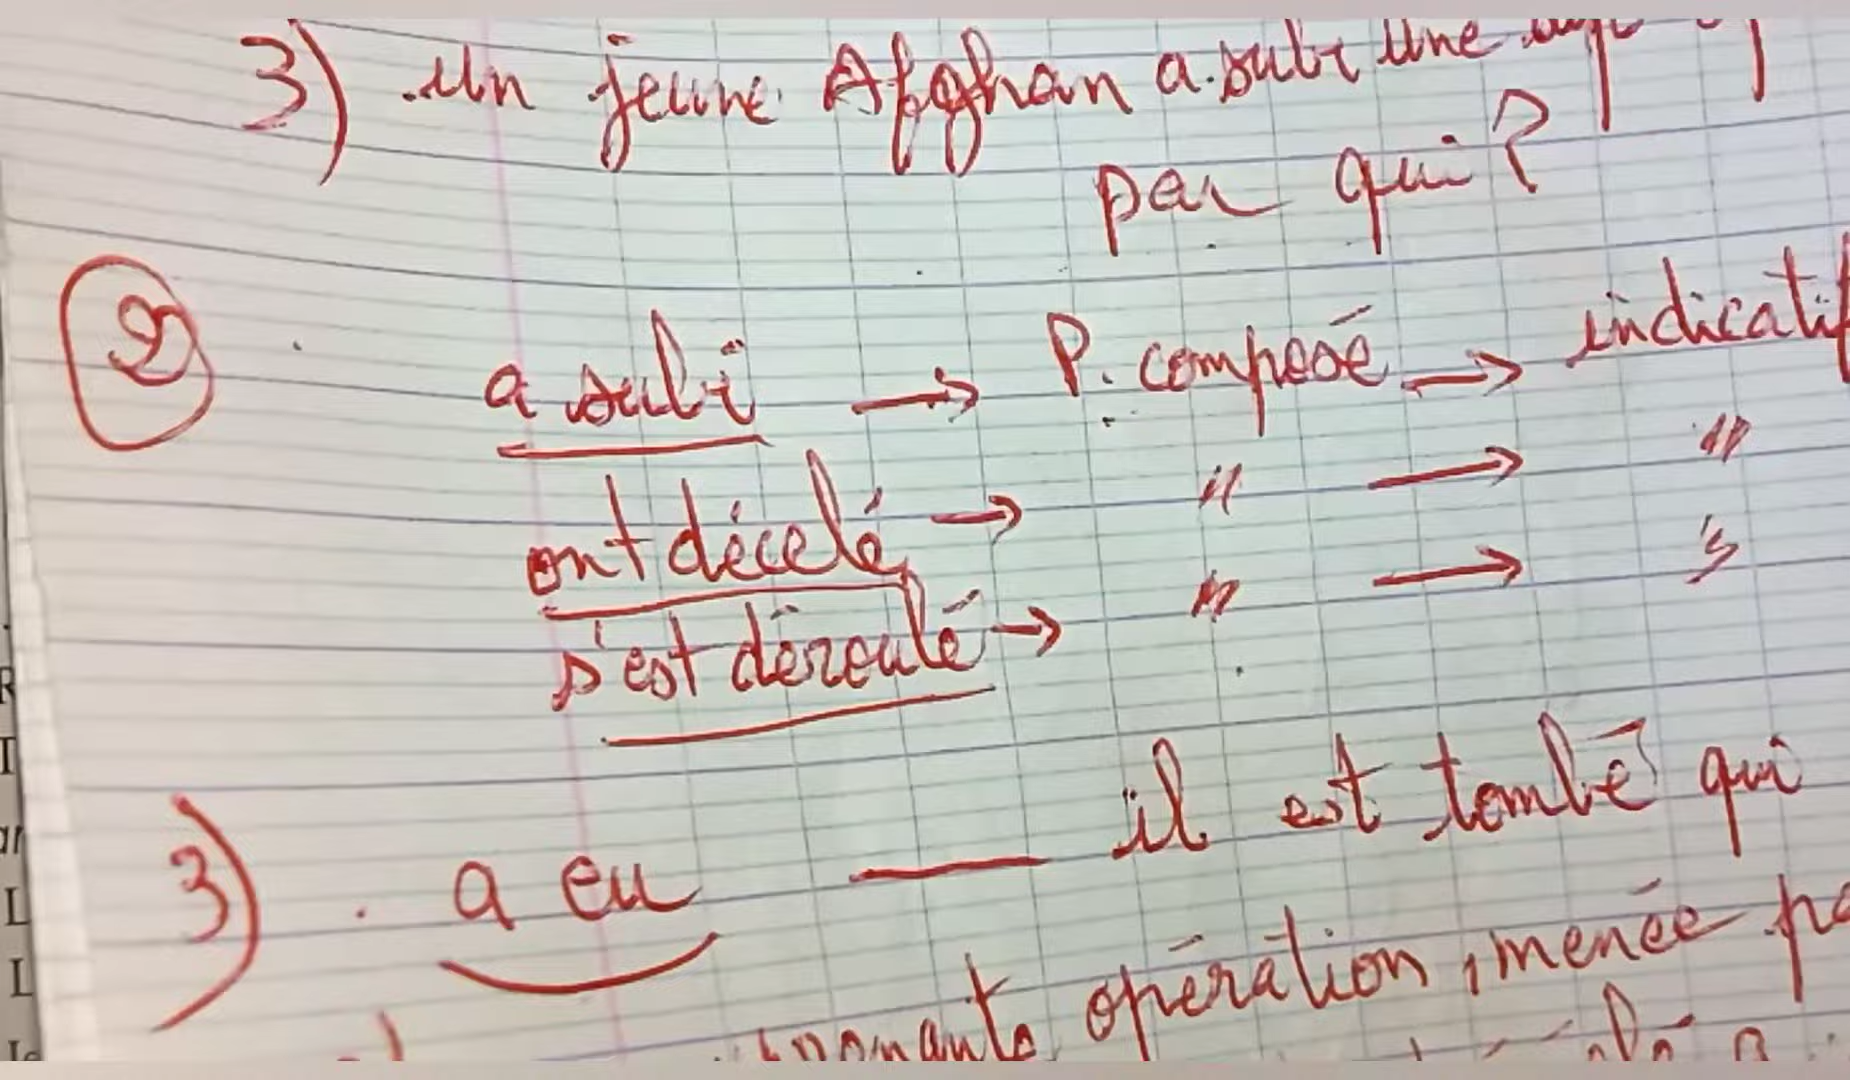 3) Un jeune Afghan a subi une
par qui ?
2
a subi → P. composé → indicatif
ont décelé → " → "
s'est déroulé → " → "
3) a eu — il est tombé qui
opération, menée